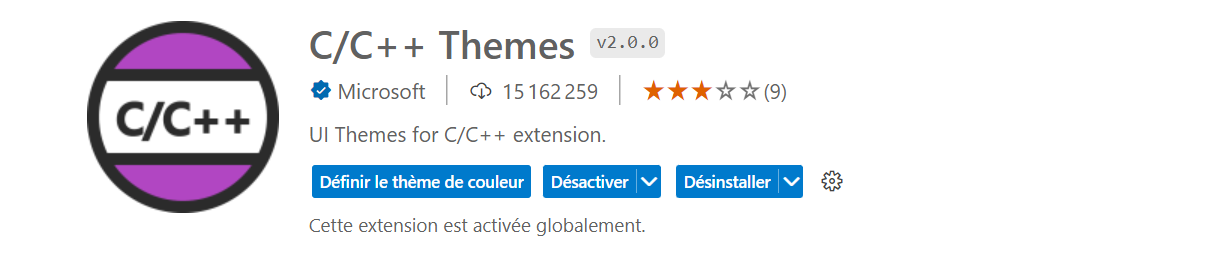 C/C++
C/C++ Themes v2.0.0
Microsoft 15 162 259 (9)
UI Themes for C/C++ extension.
Définir le thème de couleur Désactiver Désinstaller
Cette extension est activée globalement.